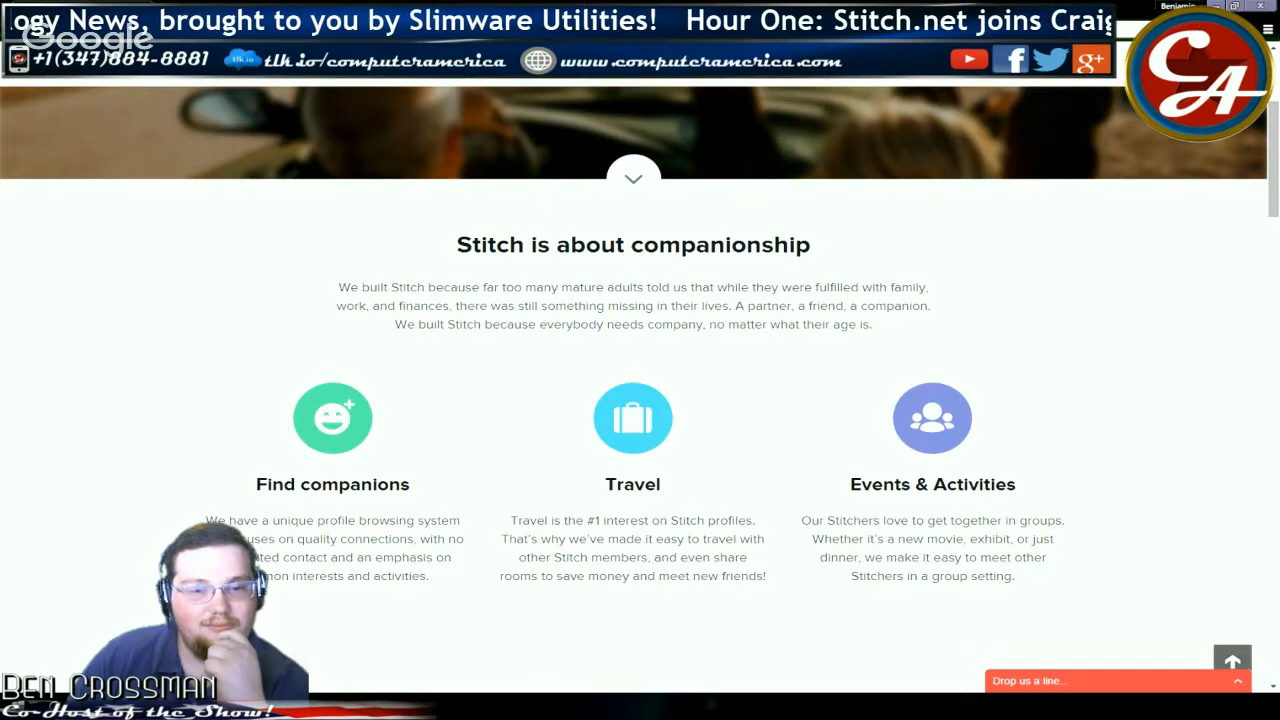 ogy News, brought to you by Slimware Utilities! Hour One: Stitch.net joins Craig
Benjamin
Google
+1(347)884-8881 tlk.io tlk.io/computeramerica www.computeramerica.com
CA
Stitch is about companionship
We built Stitch because far too many mature adults told us that while they were fulfilled with family,
work, and finances, there was still something missing in their lives. A partner, a friend, a companion.
We built Stitch because everybody needs company, no matter what their age is.
Find companions
We have a unique profile browsing system
uses on quality connections, with no
ted contact and an emphasis on
mon interests and activities.
Travel
Travel is the #1 interest on Stitch profiles.
That's why we've made it easy to travel with
other Stitch members, and even share
rooms to save money and meet new friends!
Events & Activities
Our Stitchers love to get together in groups.
Whether it's a new movie, exhibit, or just
dinner, we make it easy to meet other
Stitchers in a group setting.
Drop us a line...
Ben Crossman
Co-Host of the Show!